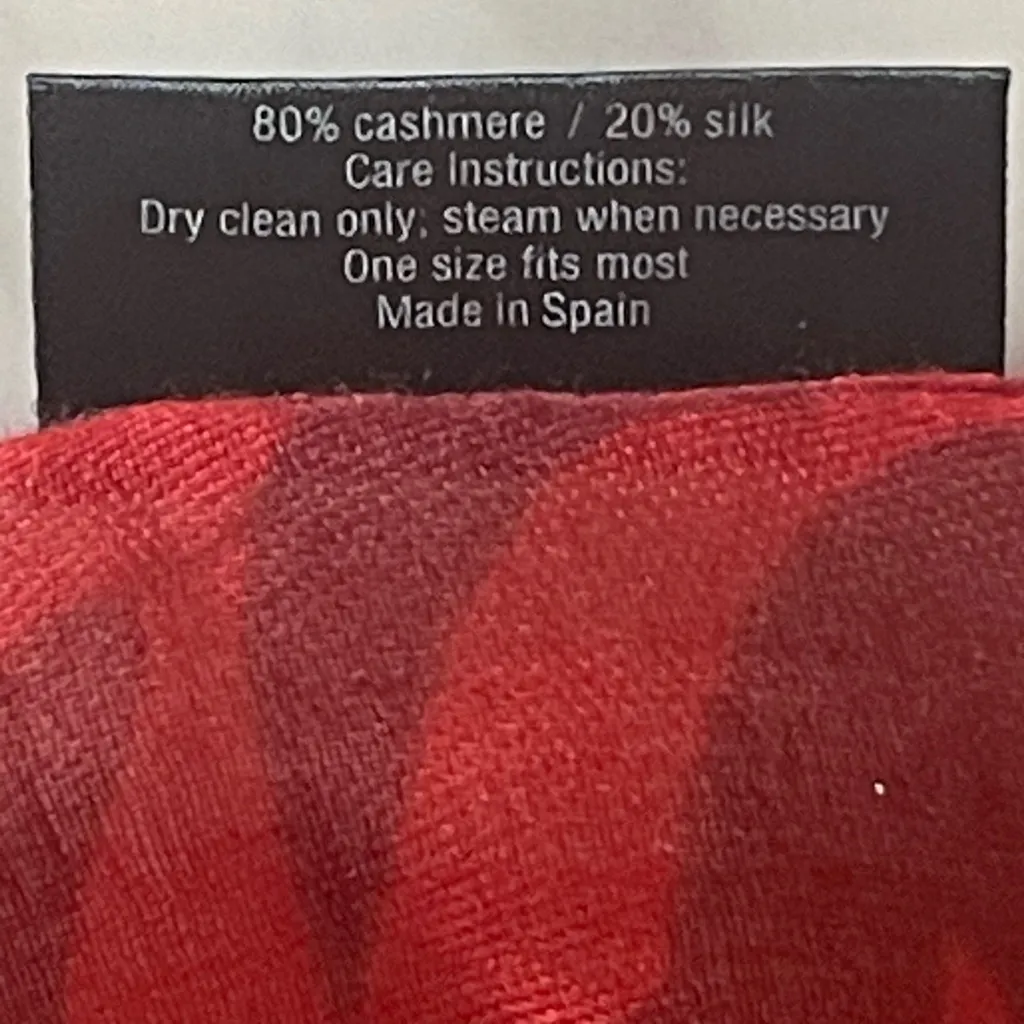 80% cashmere / 20% silk
Care Instructions:
Dry clean only; steam when necessary
One size fits most
Made in Spain